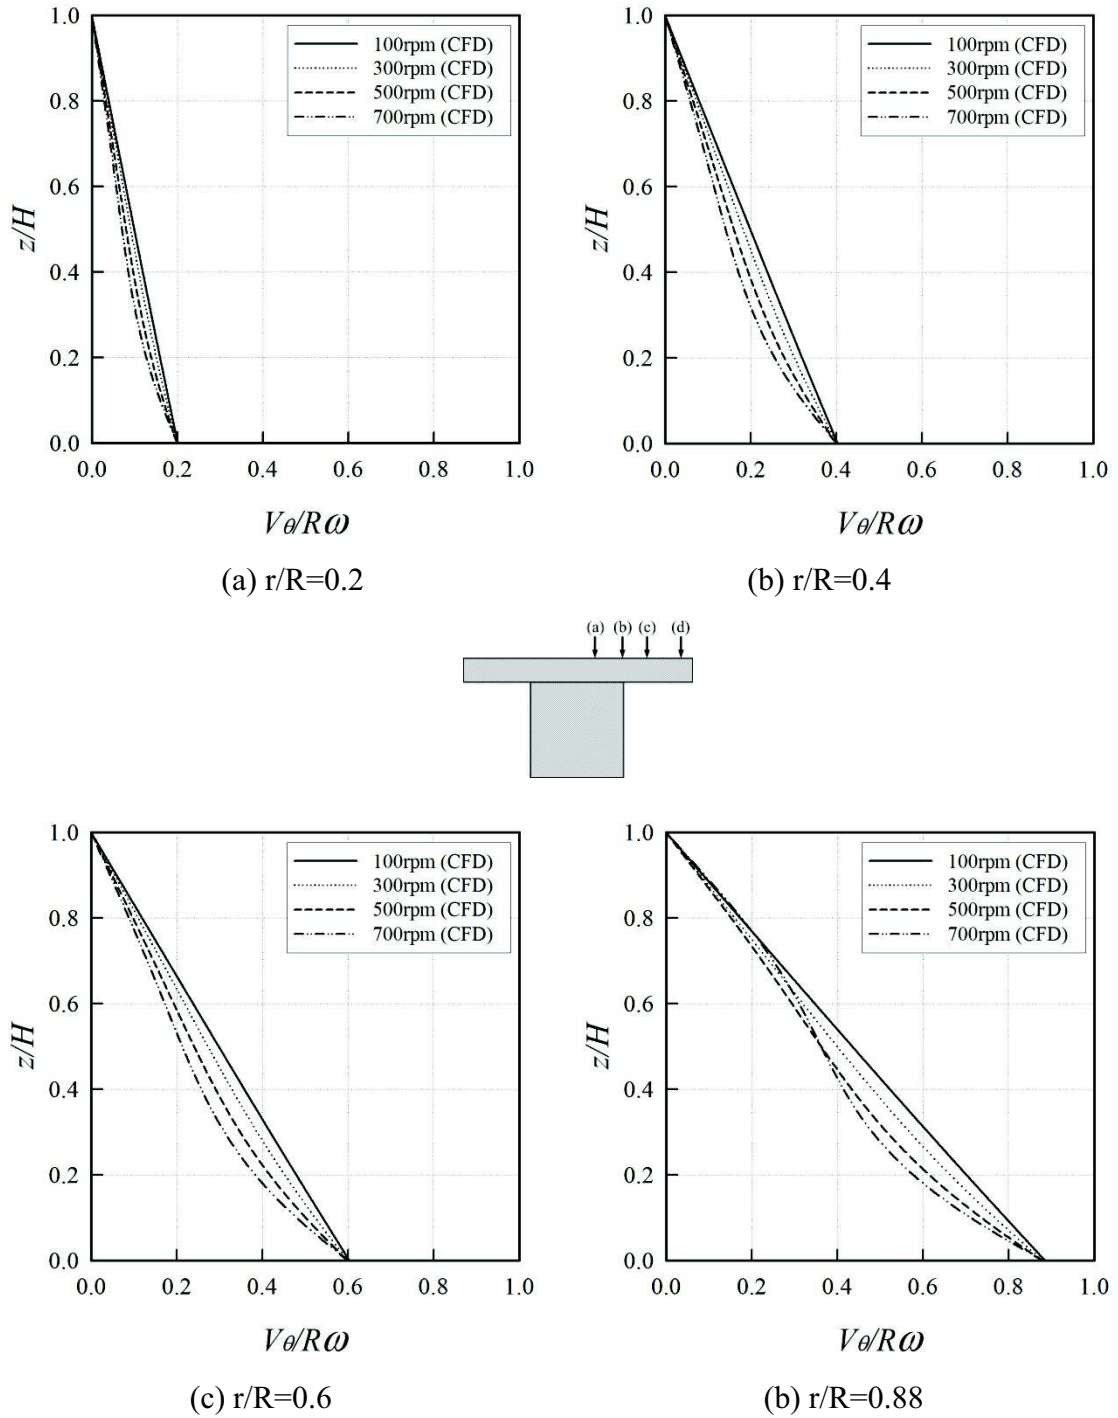 1.0
0.8
0.6
0.4
0.2
0.0
z/H
100rpm (CFD)
300rpm (CFD)
500rpm (CFD)
700rpm (CFD)
0.0 0.2 0.4 0.6 0.8 1.0
Vθ/Rω
(a) r/R=0.2
1.0
0.8
0.6
0.4
0.2
0.0
z/H
100rpm (CFD)
300rpm (CFD)
500rpm (CFD)
700rpm (CFD)
0.0 0.2 0.4 0.6 0.8 1.0
Vθ/Rω
(b) r/R=0.4
(a) (b) (c) (d)
1.0
0.8
0.6
0.4
0.2
0.0
z/H
100rpm (CFD)
300rpm (CFD)
500rpm (CFD)
700rpm (CFD)
0.0 0.2 0.4 0.6 0.8 1.0
Vθ/Rω
(c) r/R=0.6
1.0
0.8
0.6
0.4
0.2
0.0
z/H
100rpm (CFD)
300rpm (CFD)
500rpm (CFD)
700rpm (CFD)
0.0 0.2 0.4 0.6 0.8 1.0
Vθ/Rω
(b) r/R=0.88